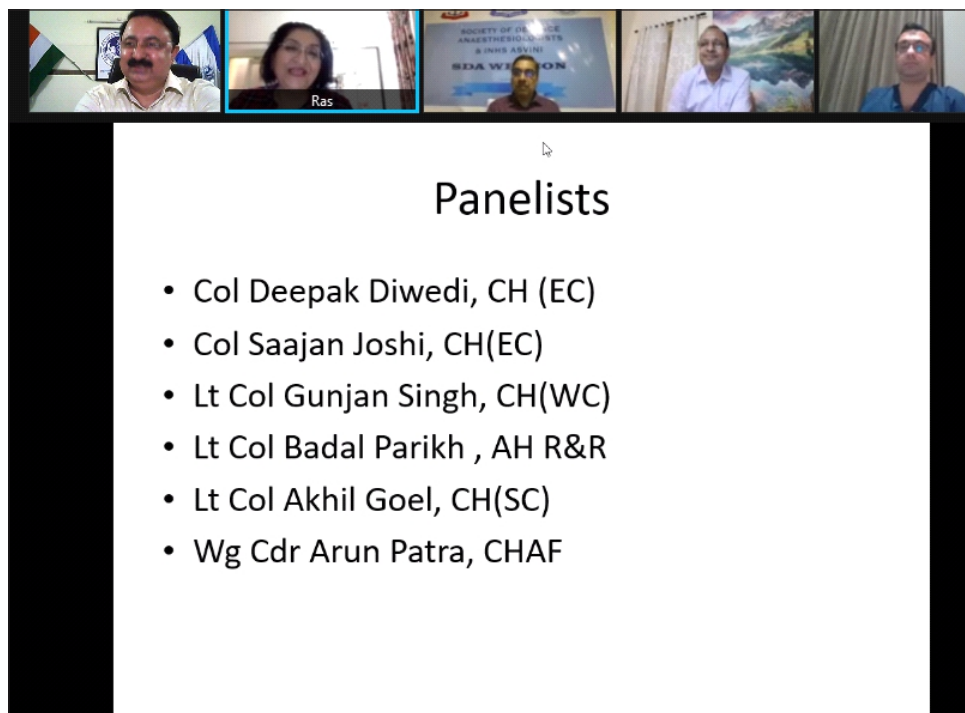 SOCIETY OF DEFENCE
ANAESTHESIOLOGISTS
& INHS ASVINI
Ras
Panelists
• Col Deepak Diwedi, CH (EC)
• Col Saajan Joshi, CH(EC)
• Lt Col Gunjan Singh, CH(WC)
• Lt Col Badal Parikh , AH R&R
• Lt Col Akhil Goel, CH(SC)
• Wg Cdr Arun Patra, CHAF